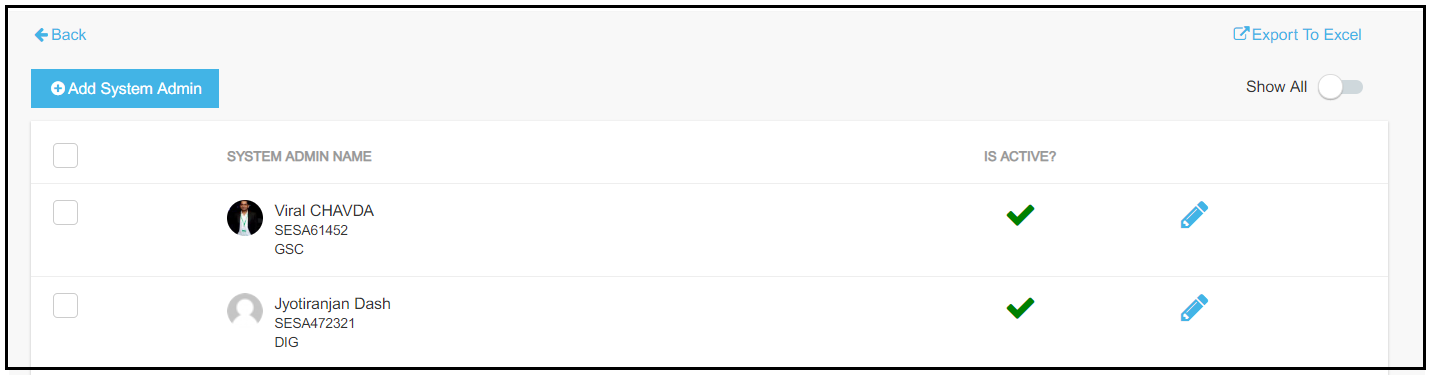 Back
Export To Excel
Add System Admin
Show All
SYSTEM ADMIN NAME IS ACTIVE?
Viral CHAVDA
SESA61452
GSC
Jyotiranjan Dash
SESA472321
DIG